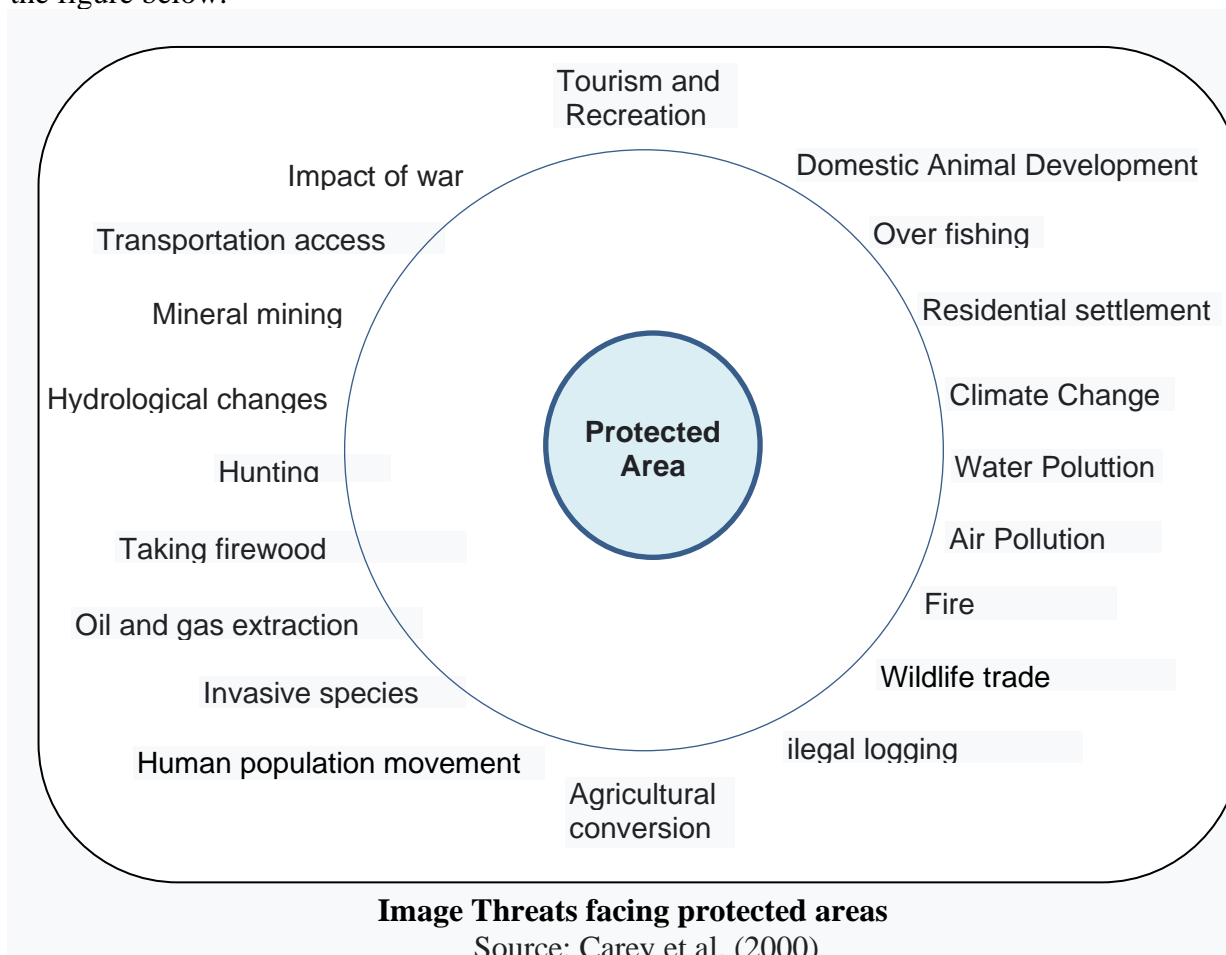 the figure below.
Tourism and
Recreation
Impact of war
Domestic Animal Development
Transportation access
Over fishing
Mineral mining
Residential settlement
Hydrological changes
Climate Change
Protected
Area
Hunting
Water Poluttion
Taking firewood
Air Pollution
Oil and gas extraction
Fire
Invasive species
Wildlife trade
Human population movement
ilegal logging
Agricultural
conversion
Image Threats facing protected areas
Source: Carey et al. (2000)